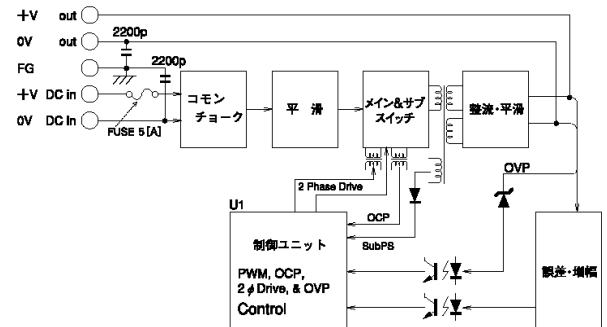 +V out
0V out
2200p
2200p
FG
+V DC in
0V DC in
FUSE 5 [A]
コモン
チョーク
平 滑
メイン&サブ
スイッチ
整流・平滑
2 Phase Drive
OVP
U1
OCP
SubPS
制御ユニット
PWM, OCP,
2φ Drive, & OVP
Control
誤差・増幅